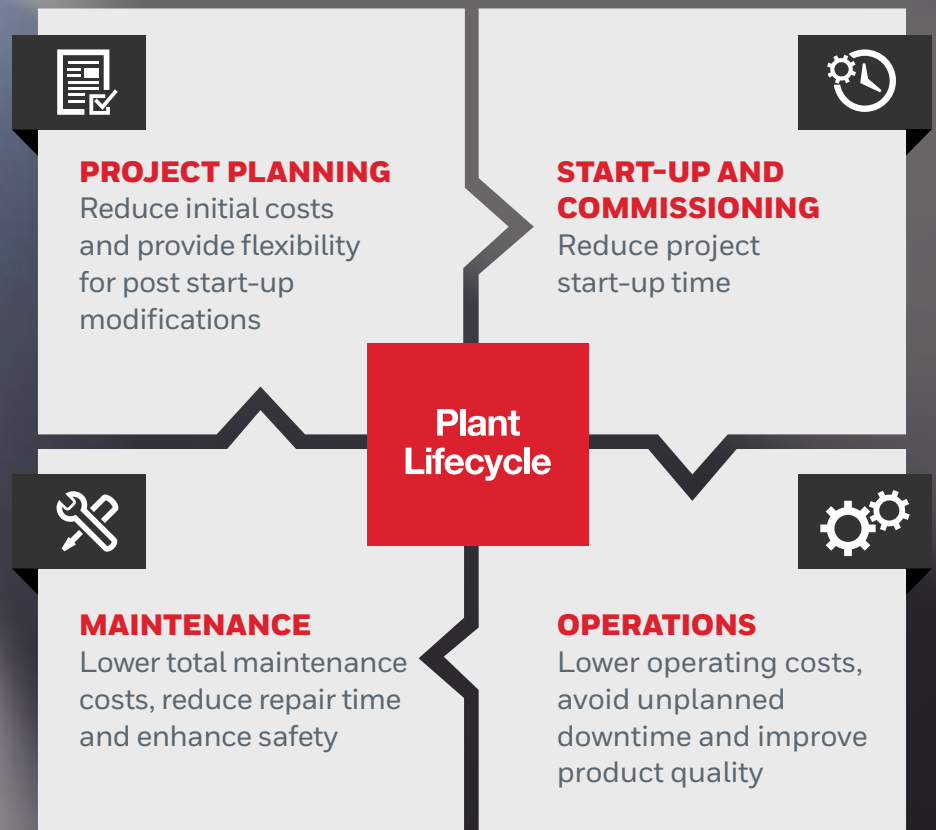 PROJECT PLANNING
Reduce initial costs
and provide flexibility
for post start-up
modifications
START-UP AND
COMMISSIONING
Reduce project
start-up time
Plant
Lifecycle
MAINTENANCE
Lower total maintenance
costs, reduce repair time
and enhance safety
OPERATIONS
Lower operating costs,
avoid unplanned
downtime and improve
product quality